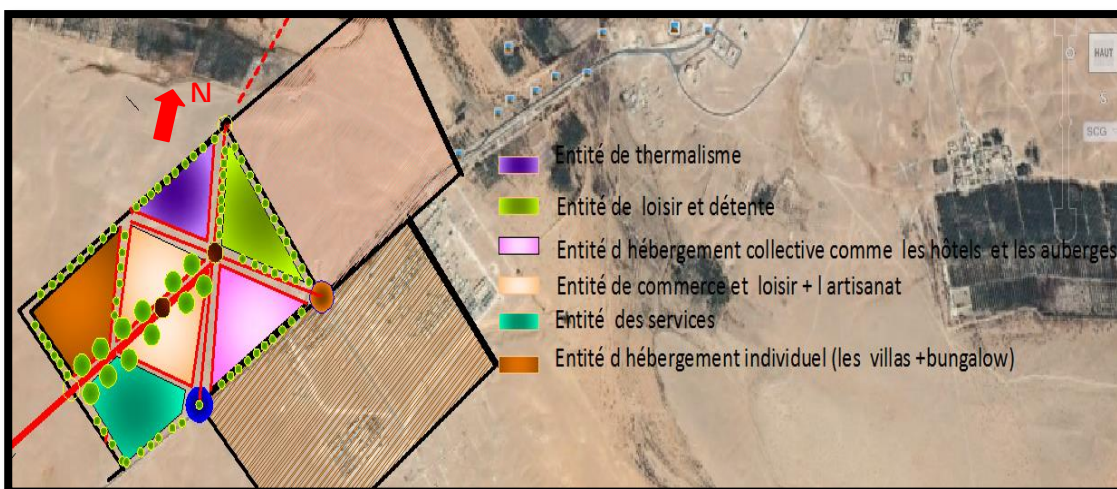 N
HAUT
SCG
Entité de thermalisme
Entité de loisir et détente
Entité d hébergement collective comme les hôtels et les auberges
Entité de commerce et loisir + l artisanat
Entité des services
Entité d hébergement individuel (les villas +bungalow)